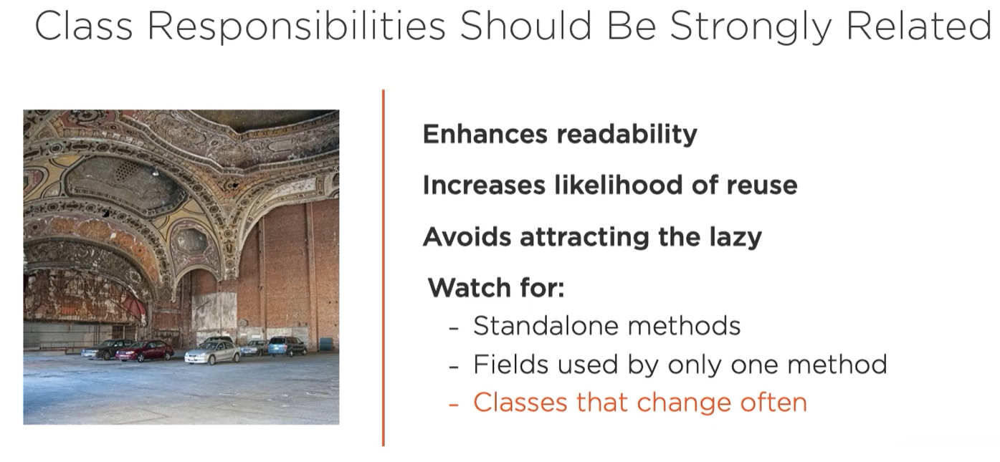 Class Responsibilities Should Be Strongly Related
Enhances readability
Increases likelihood of reuse
Avoids attracting the lazy
Watch for:
- Standalone methods
- Fields used by only one method
- Classes that change often